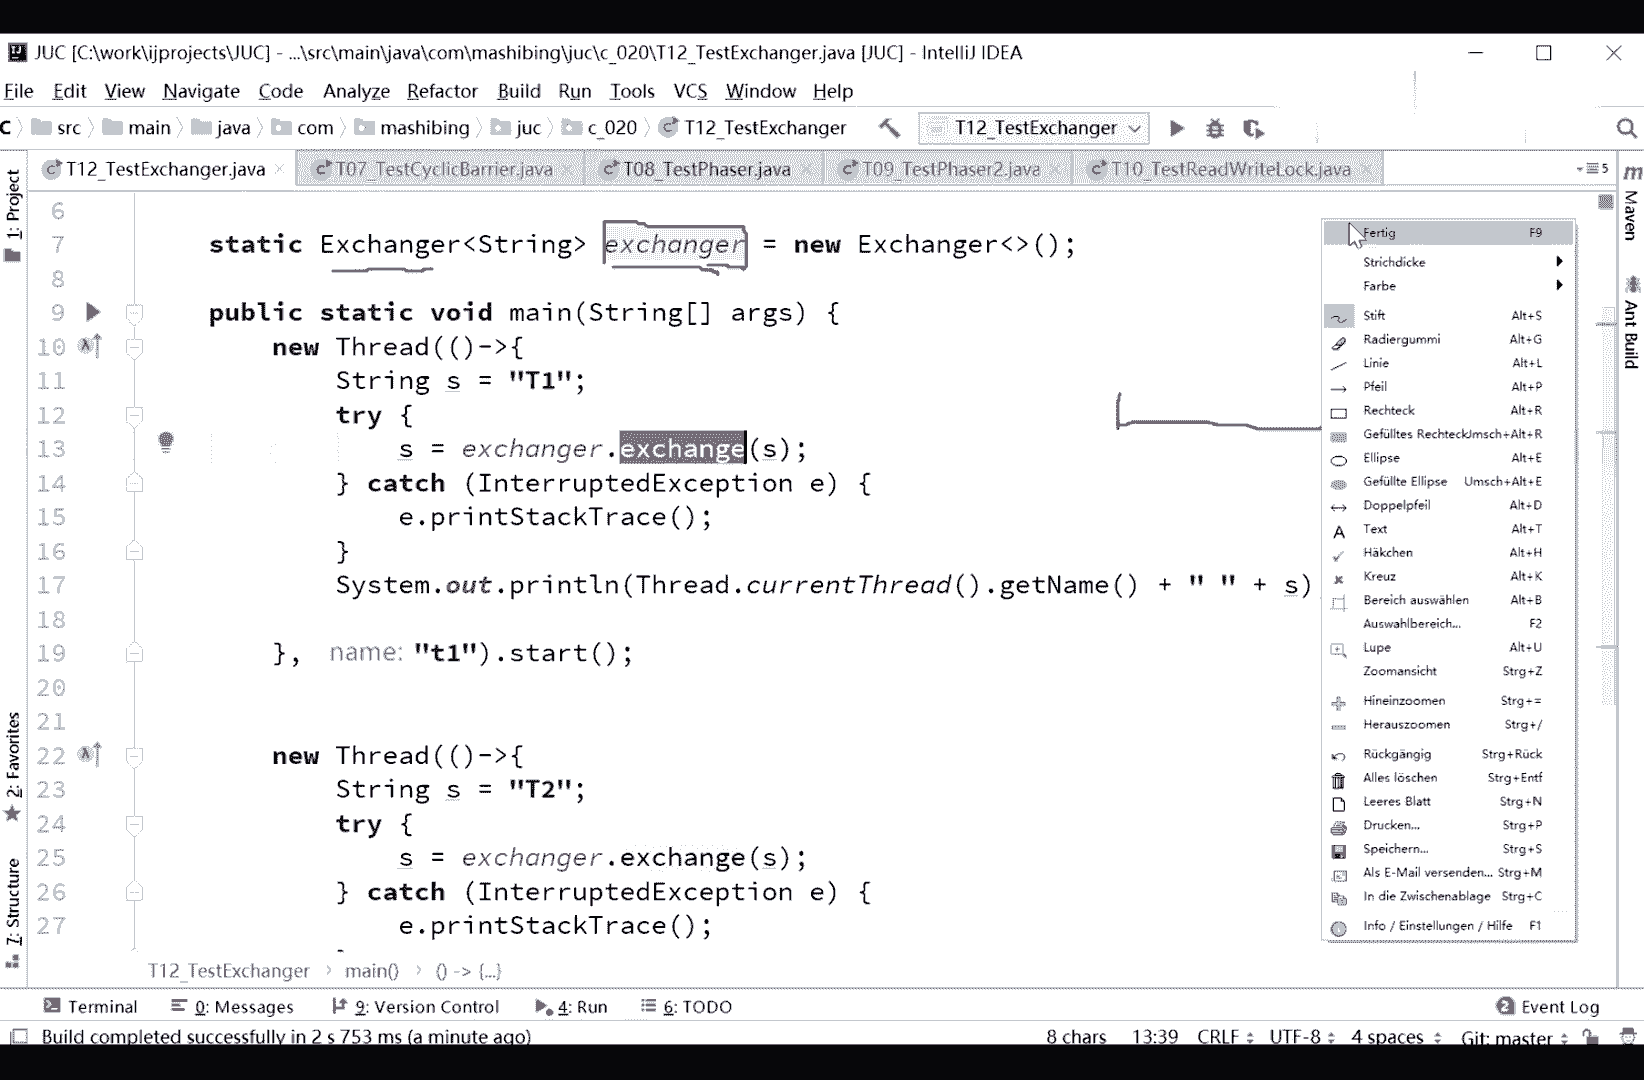 JUC [C:\work\ijprojects\JUC] - ...\src\main\java\com\mashibing\juc\c_020\T12_TestExchanger.java [JUC] - IntelliJ IDEA
File Edit View Navigate Code Analyze Refactor Build Run Tools VCS Window Help
C src main java com mashibing juc c_020 T12_TestExchanger T12_TestExchanger
T12_TestExchanger.java T07_TestCyclicBarrier.java T08_TestPhaser.java T09_TestPhaser2.java T10_TestReadWriteLock.java 5
1: Project
2: Favorites
7: Structure
6
7 static Exchanger<String> exchanger = new Exchanger<>();
8
9 public static void main(String[] args) {
10 new Thread(()->{
11 String s = "T1";
12 try {
13 s = exchanger.exchange(s);
14 } catch (InterruptedException e) {
15 e.printStackTrace();
16 }
17 System.out.println(Thread.currentThread().getName() + " " + s)
18
19 }, name: "t1").start();
20
21
22 new Thread(()->{
23 String s = "T2";
24 try {
25 s = exchanger.exchange(s);
26 } catch (InterruptedException e) {
27 e.printStackTrace();
Fertig F9
Strichdicke
Farbe
Stift Alt+S
Radiergummi Alt+G
Linie Alt+L
Pfeil Alt+P
Rechteck Alt+R
Gefülltes Rechteck Umsch+Alt+R
Ellipse Alt+E
Gefüllte Ellipse Umsch+Alt+E
Doppelpfeil Alt+D
Text Alt+T
Häkchen Alt+H
Kreuz Alt+K
Bereich auswählen Alt+B
Auswahlbereich... F2
Lupe Alt+U
Zoomansicht Strg+Z
Hineinzoomen Strg+=
Herauszoomen Strg+/
Rückgängig Strg+Rück
Alles löschen Strg+Entf
Leeres Blatt Strg+N
Drucken... Strg+P
Speichern... Strg+S
Als E-Mail versenden... Strg+M
In die Zwischenablage Strg+C
Info / Einstellungen / Hilfe F1
m Maven
Ant Build
T12_TestExchanger › main() › () -> {...}
Terminal 0: Messages 9: Version Control 4: Run 6: TODO 2 Event Log
Build completed successfully in 2 s 753 ms (a minute ago) 8 chars 13:39 CRLF UTF-8 4 spaces Git: master